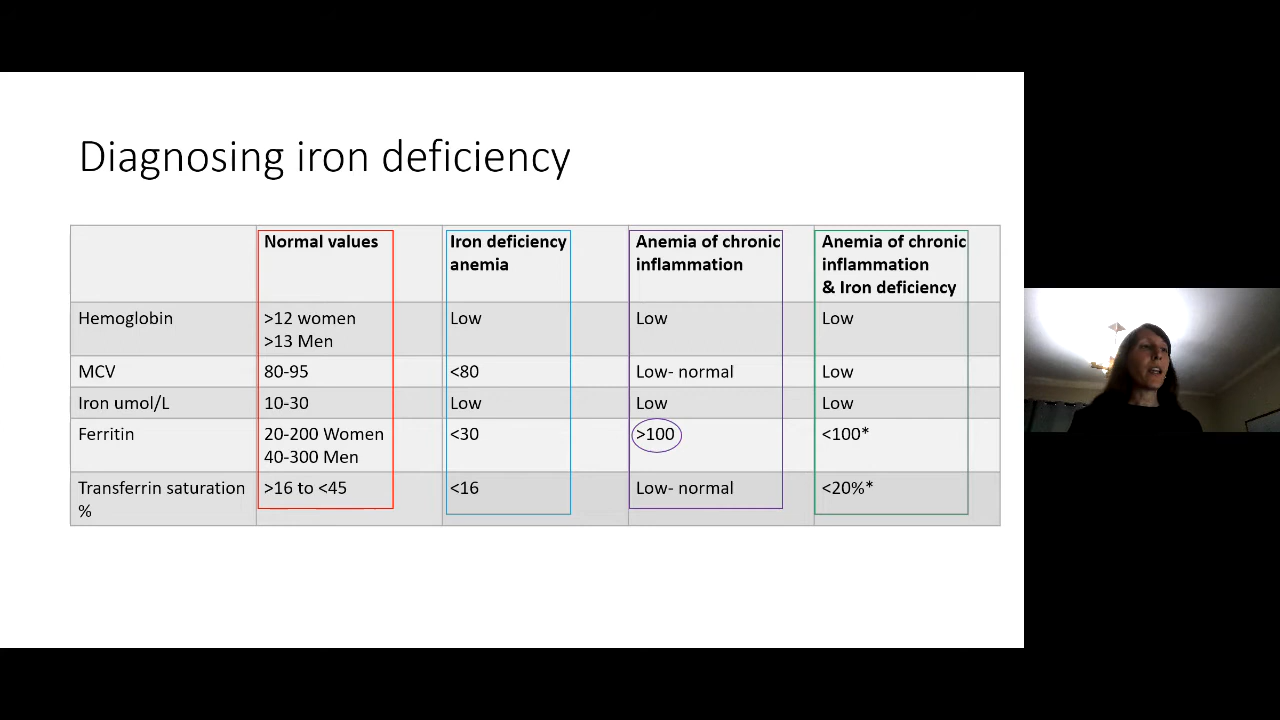 Diagnosing iron deficiency
Normal values
Iron deficiency
anemia
Anemia of chronic
inflammation
Anemia of chronic
inflammation
& Iron deficiency
Hemoglobin
>12 women
>13 Men
Low
Low
Low
MCV
80-95
<80
Low- normal
Low
Iron umol/L
10-30
Low
Low
Low
Ferritin
20-200 Women
40-300 Men
<30
>100
<100*
Transferrin saturation
%
>16 to <45
<16
Low- normal
<20%*